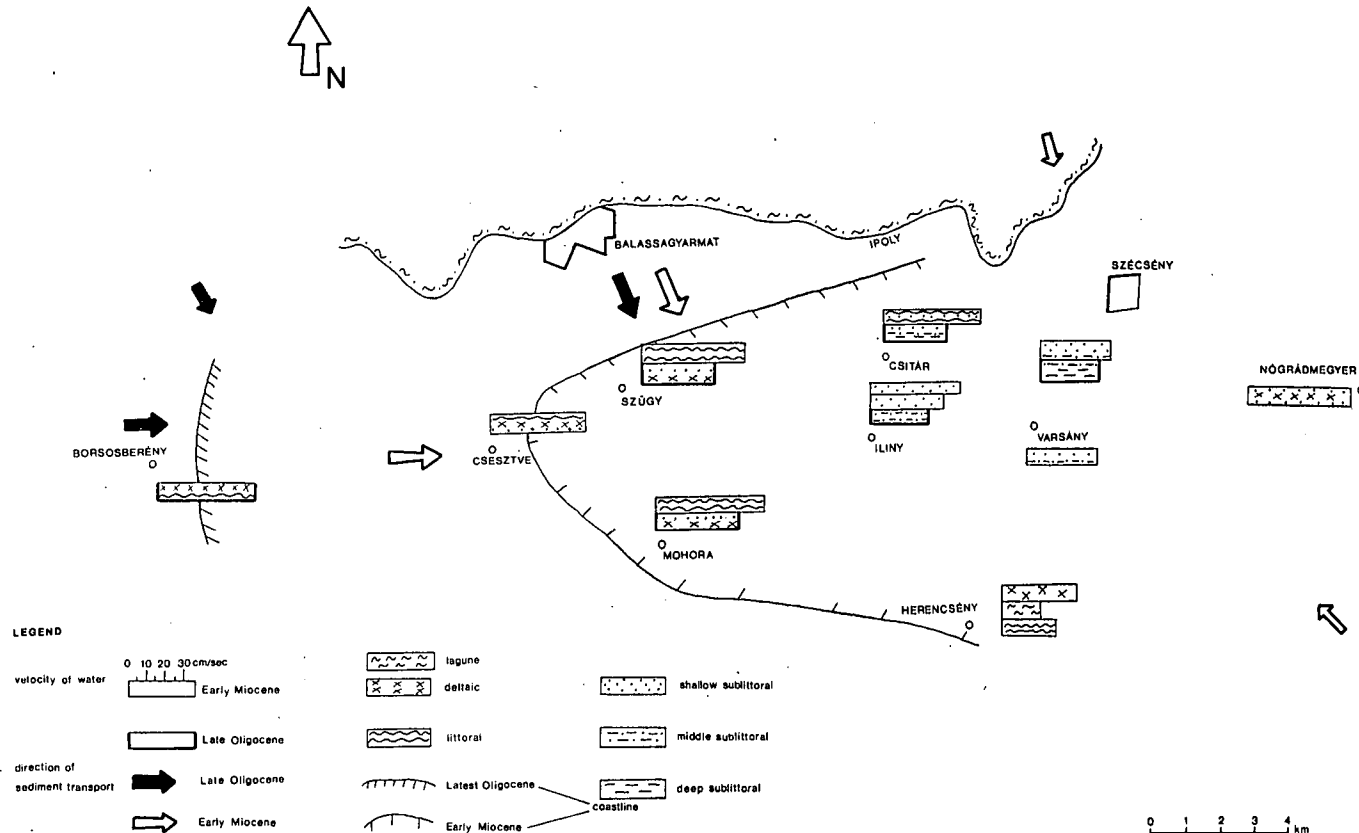 N
BALASSAGYARMAT
IPOLY
SZÉCSÉNY
CSITÁR
NÓGRÁDMEGYER
SZÜGY
BORSOSBERÉNY
CSESZTVE
ILINY
VARSÁNY
MOHORA
HERENCSÉNY
LEGEND
velocity of water
0 10 20 30 cm/sec
Early Miocene
Late Oligocene
direction of
sediment transport
Late Oligocene
Early Miocene
lagune
deltaic
littoral
Latest Oligocene
coastline
Early Miocene
shallow sublittoral
middle sublittoral
deep sublittoral
0 1 2 3 4 km